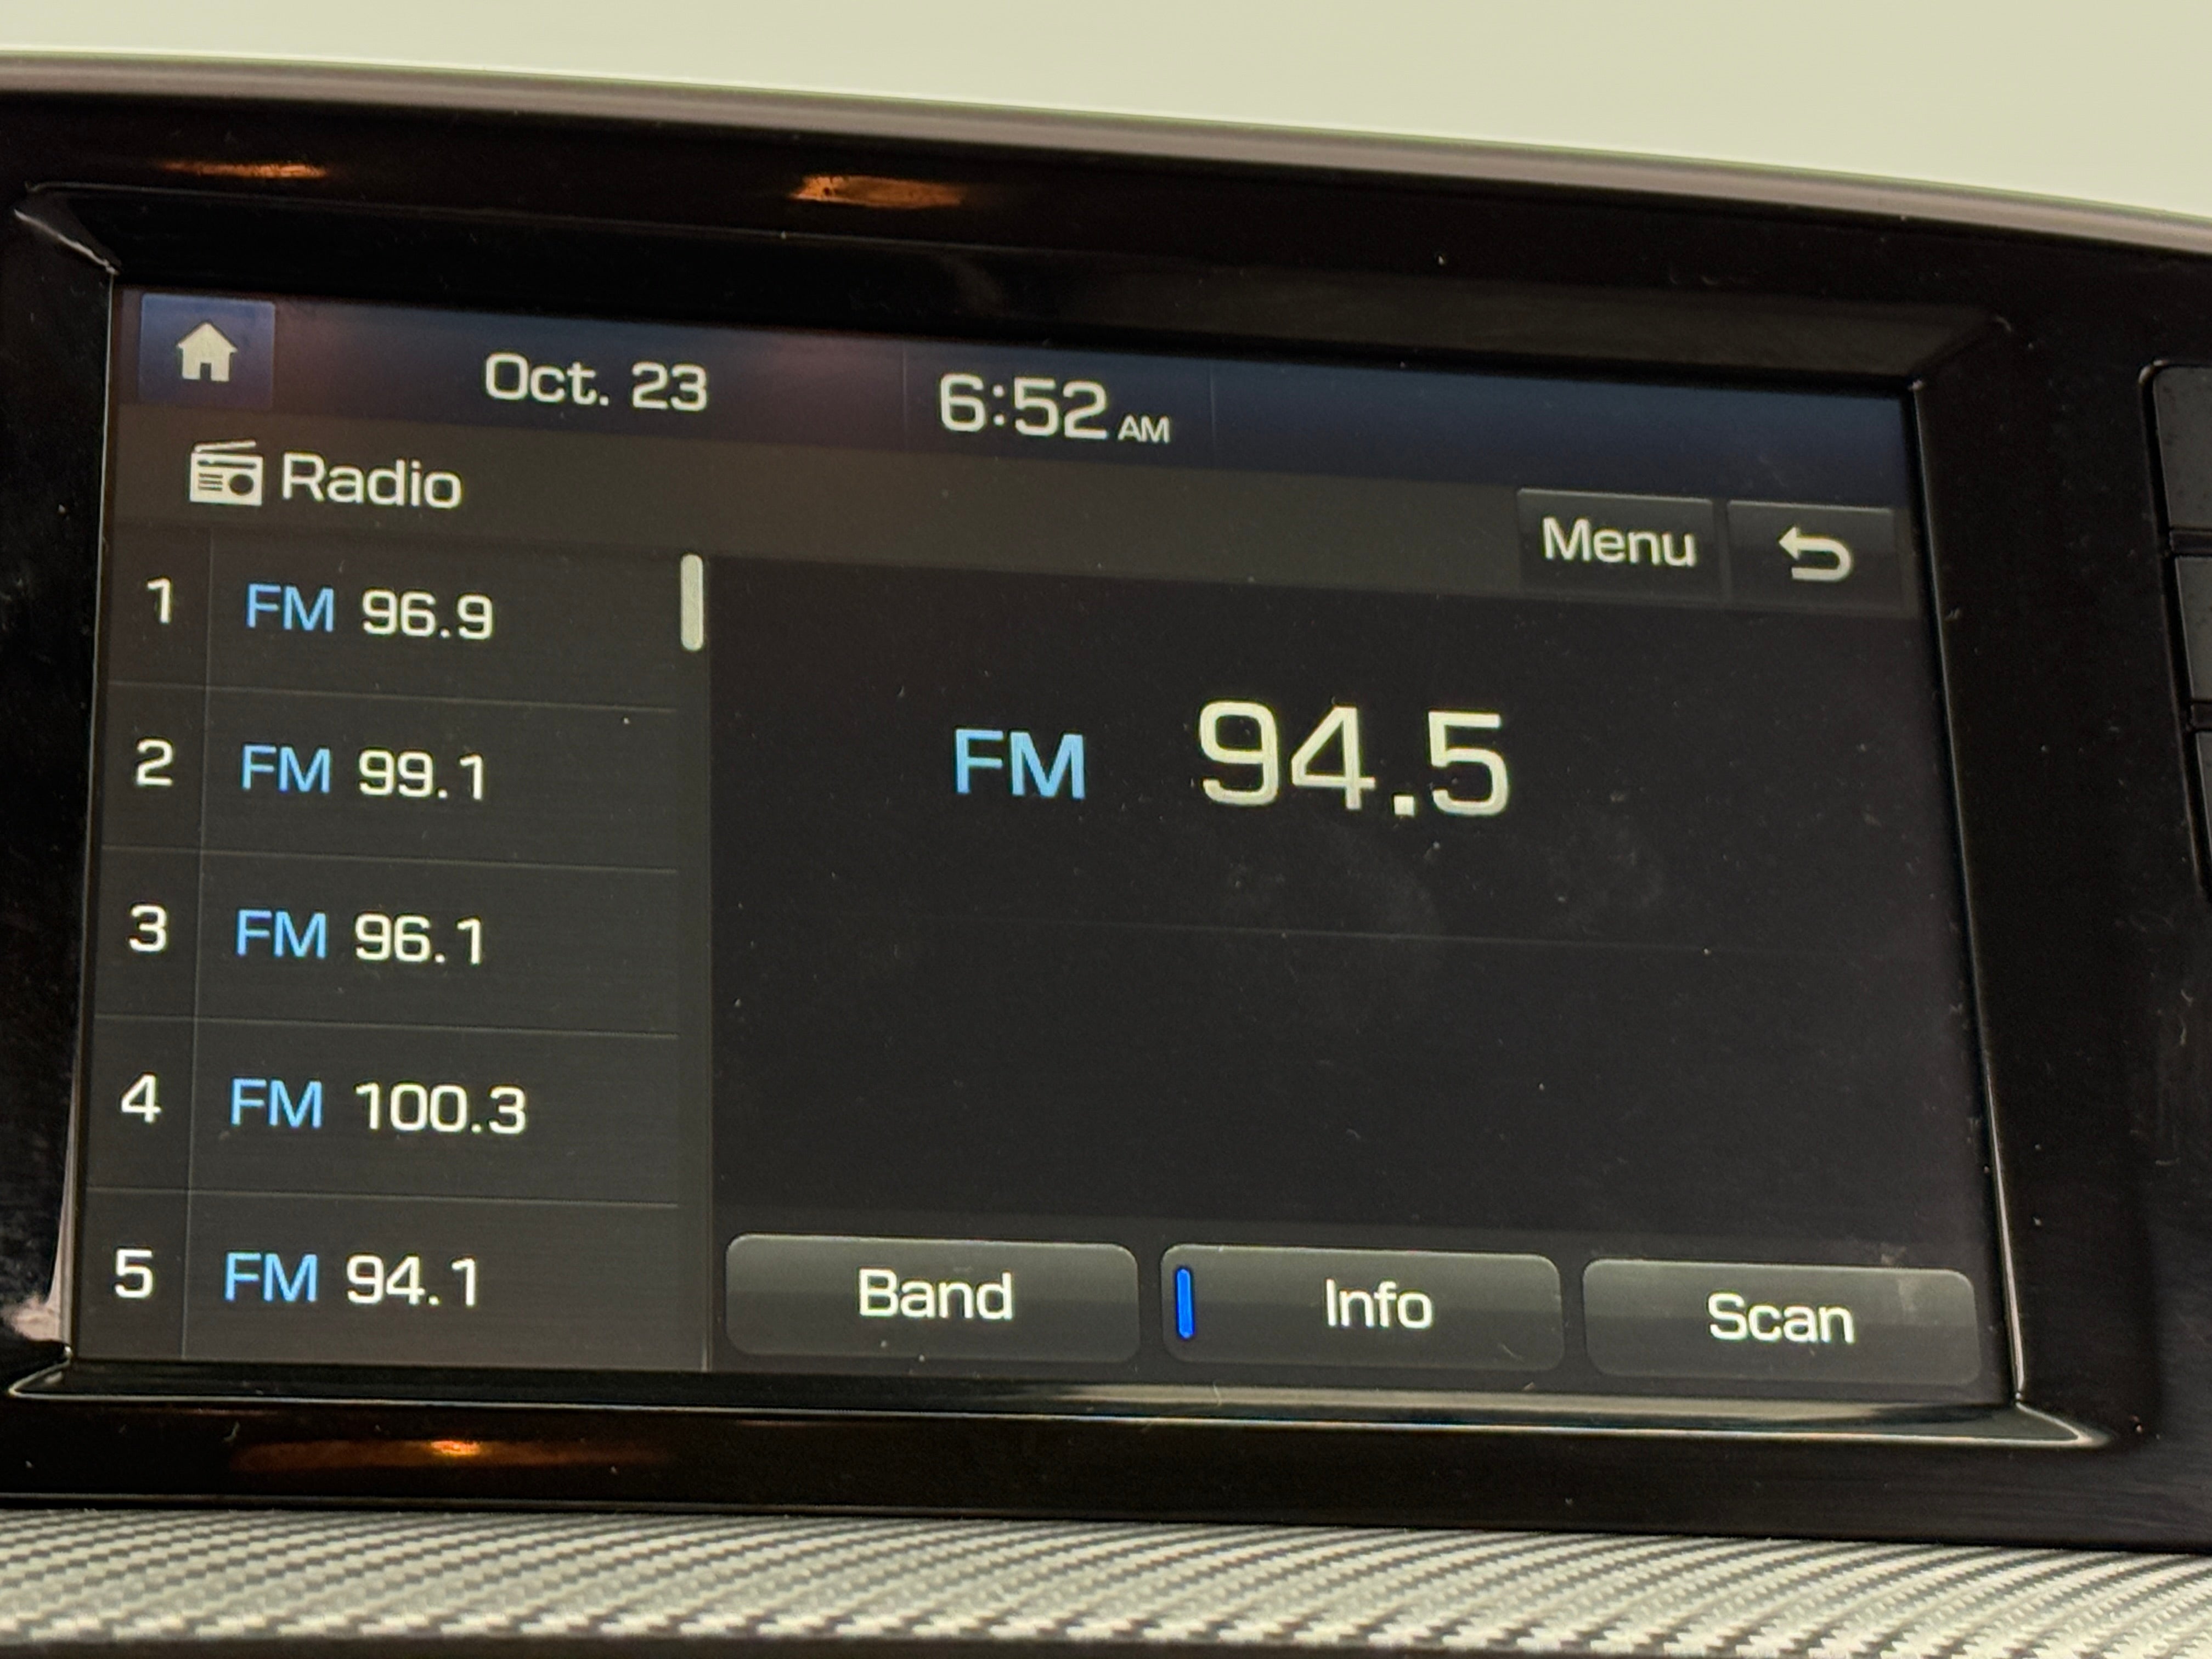 Oct. 23 6:52 AM
Radio
Menu
1 FM 96.9
2 FM 99.1
3 FM 96.1
4 FM 100.3
5 FM 94.1
FM 94.5
Band Info Scan